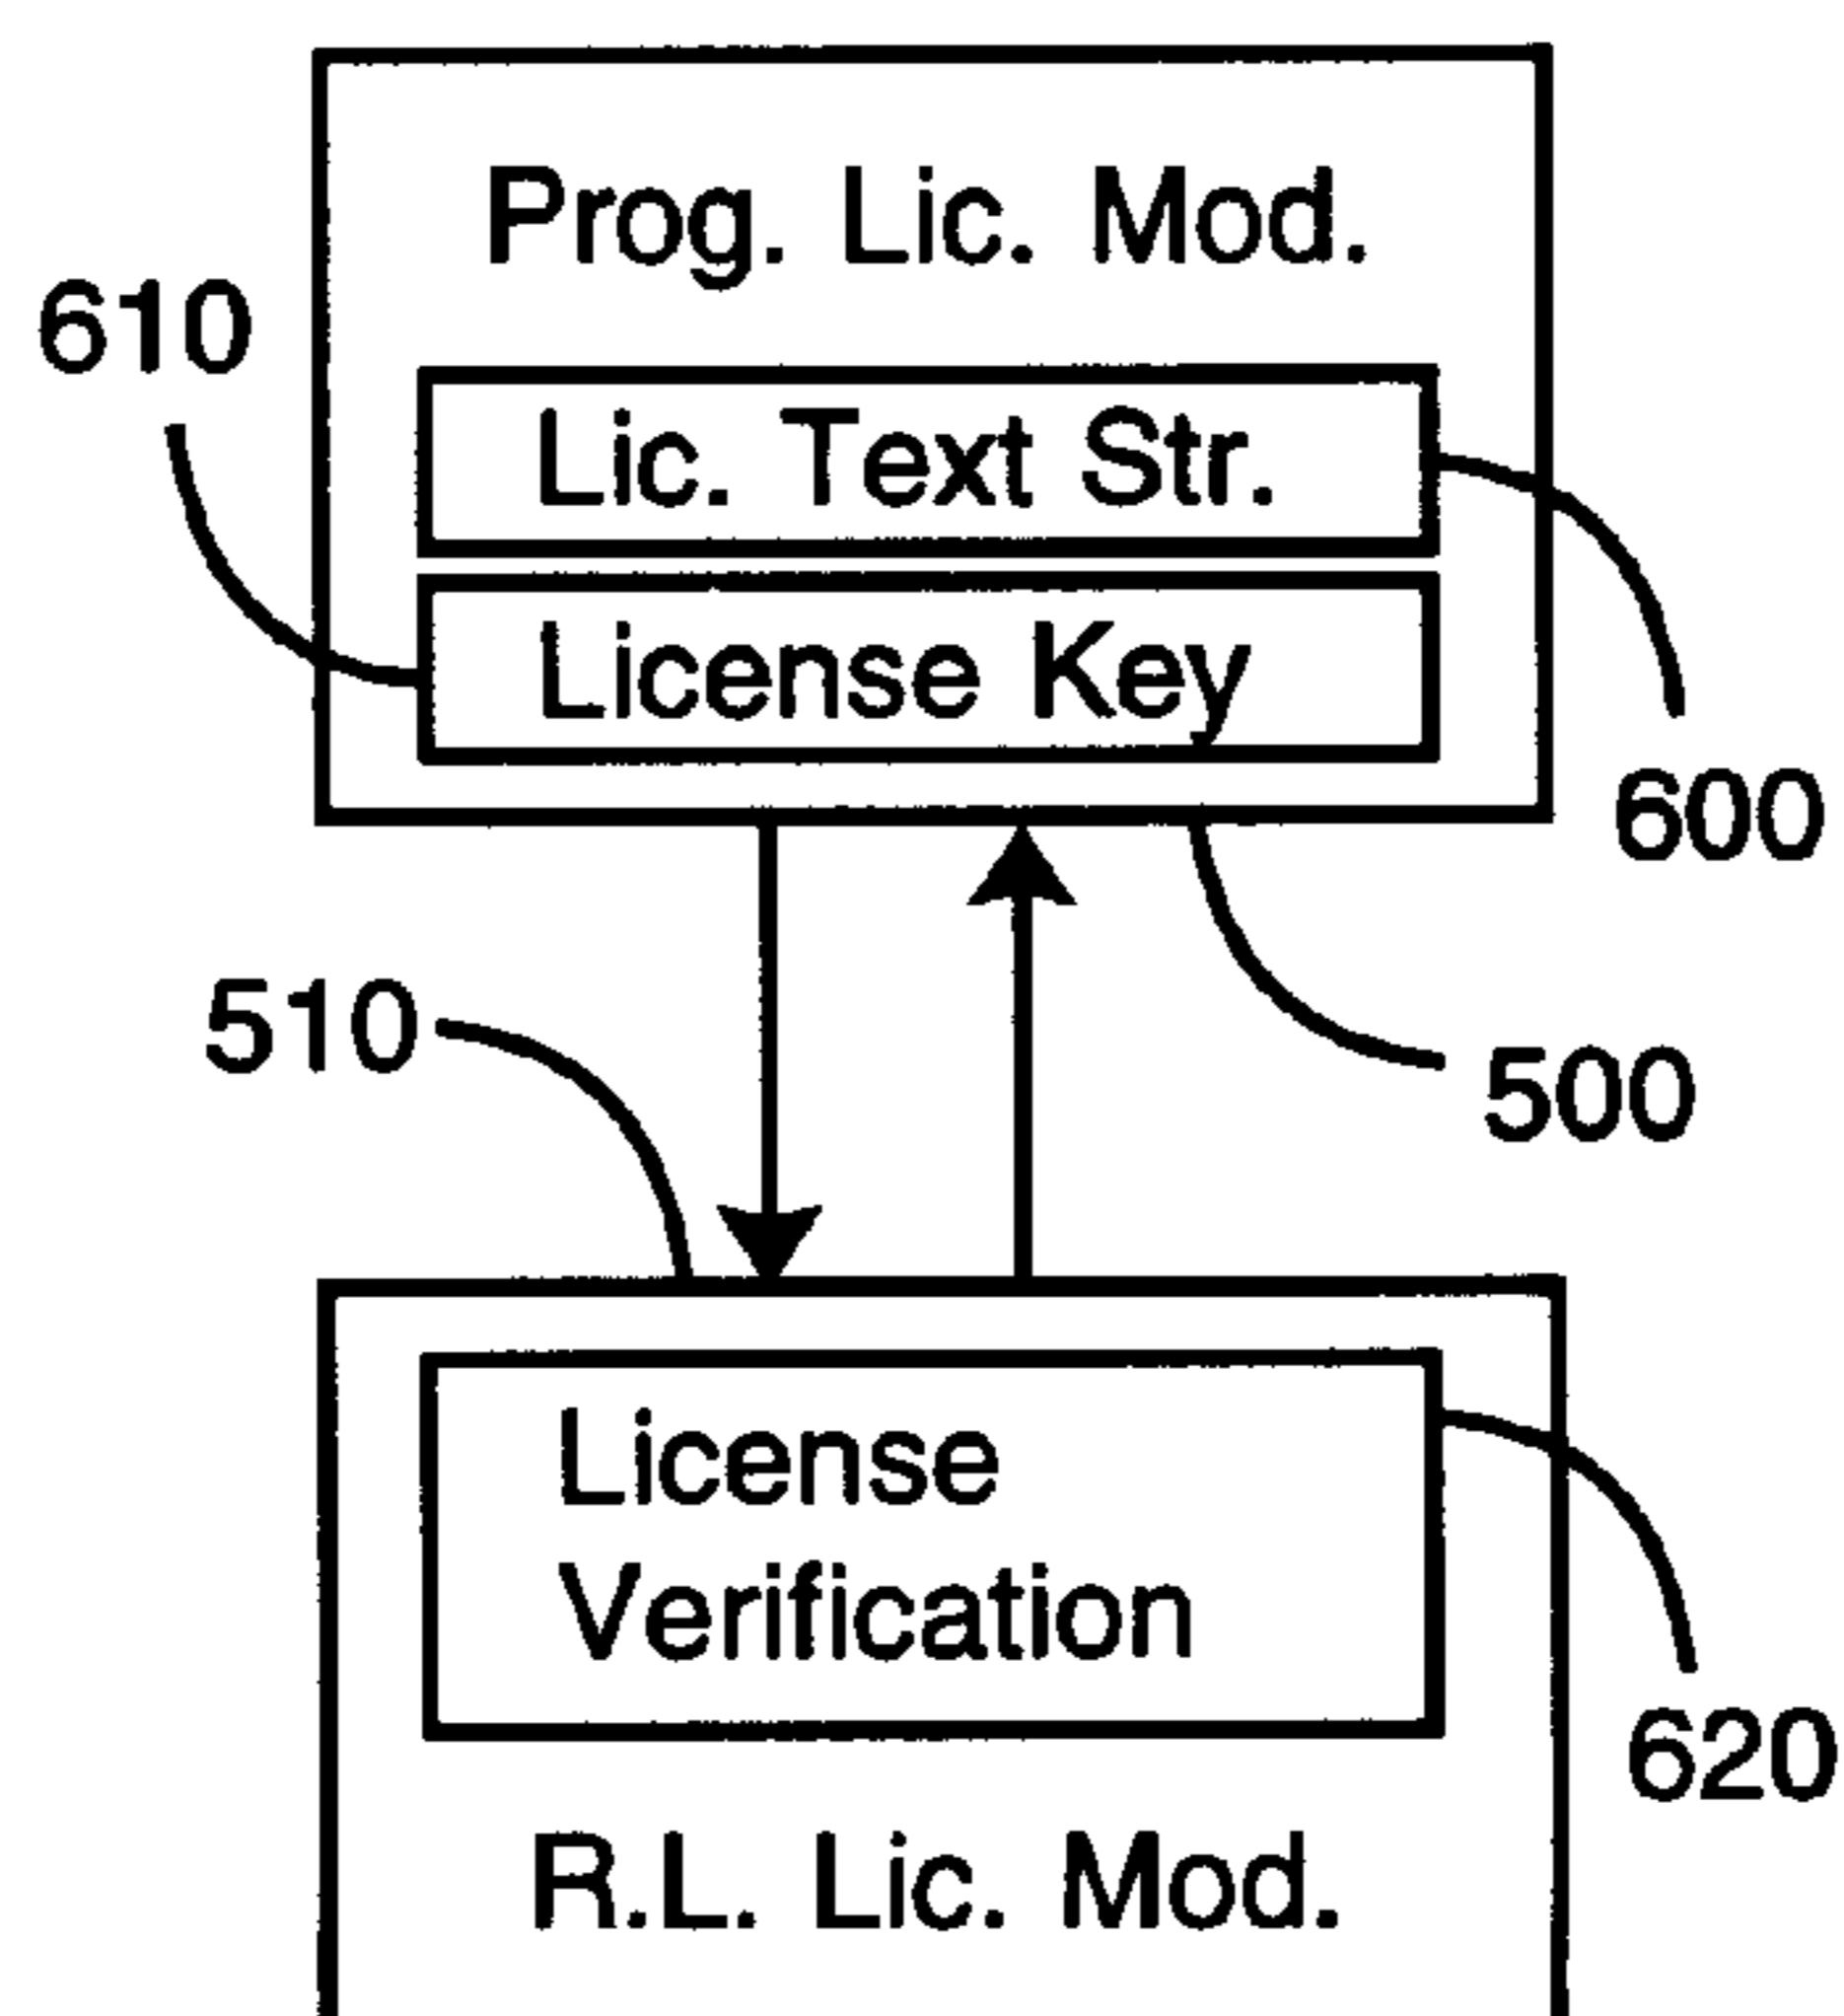 Prog. Lic. Mod.
610
Lic. Text Str.
License Key
600
510
500
License
Verification
620
R.L. Lic. Mod.